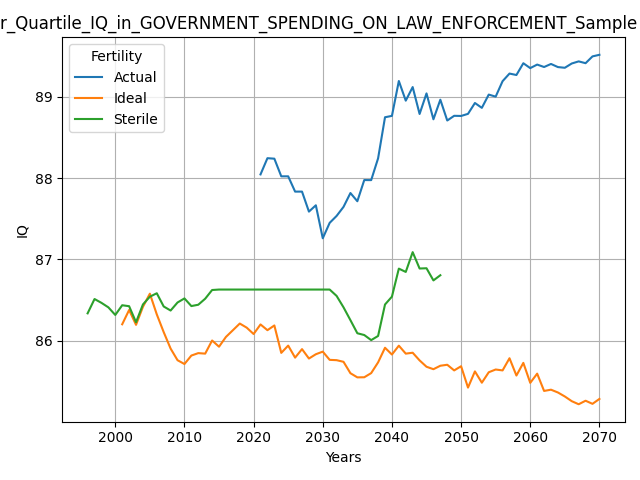 r_Quartile_IQ_in_GOVERNMENT_SPENDING_ON_LAW_ENFORCEMENT_Sample
Fertility
Actual
Ideal
Sterile
IQ
89
88
87
86
2000 2010 2020 2030 2040 2050 2060 2070
Years